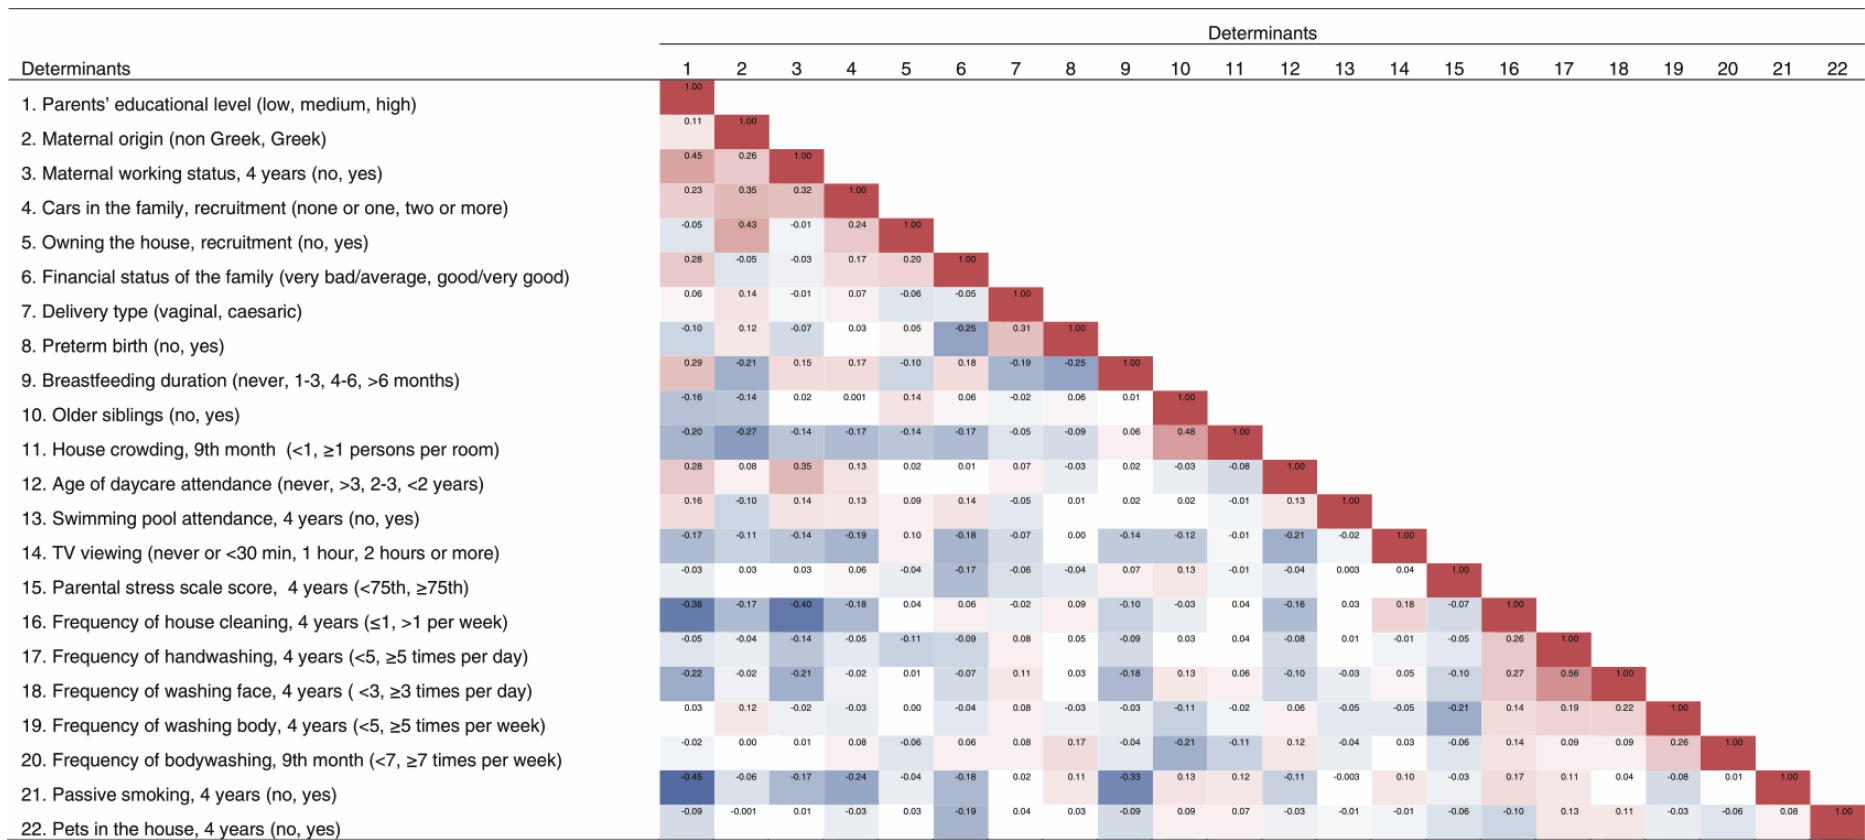 Determinants
Determinants 1 2 3 4 5 6 7 8 9 10 11 12 13 14 15 16 17 18 19 20 21 22
1. Parents’ educational level (low, medium, high) 1.00
2. Maternal origin (non Greek, Greek) 0.11 1.00
3. Maternal working status, 4 years (no, yes) 0.45 0.26 1.00
4. Cars in the family, recruitment (none or one, two or more) 0.23 0.35 0.32 1.00
5. Owning the house, recruitment (no, yes) -0.05 0.43 -0.01 0.24 1.00
6. Financial status of the family (very bad/average, good/very good) 0.28 -0.05 -0.03 0.17 0.20 1.00
7. Delivery type (vaginal, caesaric) 0.06 0.14 -0.01 0.07 -0.06 -0.05 1.00
8. Preterm birth (no, yes) -0.10 0.12 -0.07 0.03 0.05 -0.25 0.31 1.00
9. Breastfeeding duration (never, 1-3, 4-6, >6 months) 0.29 -0.21 0.15 0.17 -0.10 0.18 -0.19 -0.25 1.00
10. Older siblings (no, yes) -0.16 -0.14 0.02 0.001 0.14 0.06 -0.02 0.06 0.01 1.00
11. House crowding, 9th month (<1, ≥1 persons per room) -0.20 -0.27 -0.14 -0.17 -0.14 -0.17 -0.05 -0.09 0.06 0.48 1.00
12. Age of daycare attendance (never, >3, 2-3, <2 years) 0.28 0.08 0.35 0.13 0.02 0.01 0.07 -0.03 0.02 -0.03 -0.08 1.00
13. Swimming pool attendance, 4 years (no, yes) 0.16 -0.10 0.14 0.13 0.09 0.14 -0.05 0.01 0.02 0.02 -0.01 0.13 1.00
14. TV viewing (never or <30 min, 1 hour, 2 hours or more) -0.17 -0.11 -0.14 -0.19 0.10 -0.18 -0.07 0.00 -0.14 -0.12 -0.01 -0.21 -0.02 1.00
15. Parental stress scale score, 4 years (<75th, ≥75th) -0.03 0.03 0.03 0.06 -0.04 -0.17 -0.06 -0.04 0.07 0.13 -0.01 -0.04 0.003 0.04 1.00
16. Frequency of house cleaning, 4 years (≤1, >1 per week) -0.38 -0.17 -0.40 -0.18 0.04 0.06 -0.02 0.09 -0.10 -0.03 0.04 -0.16 0.03 0.18 -0.07 1.00
17. Frequency of handwashing, 4 years (<5, ≥5 times per day) -0.05 -0.04 -0.14 -0.05 -0.11 -0.09 0.08 0.05 -0.09 0.03 0.04 -0.08 0.01 -0.01 -0.05 0.26 1.00
18. Frequency of washing face, 4 years ( <3, ≥3 times per day) -0.22 -0.02 -0.21 -0.02 0.01 -0.07 0.11 0.03 -0.18 0.13 0.06 -0.10 -0.03 0.05 -0.10 0.27 0.56 1.00
19. Frequency of washing body, 4 years (<5, ≥5 times per week) 0.03 0.12 -0.02 -0.03 0.00 -0.04 0.08 -0.03 -0.03 -0.11 -0.02 0.06 -0.05 -0.05 -0.21 0.14 0.19 0.22 1.00
20. Frequency of bodywashing, 9th month (<7, ≥7 times per week) -0.02 0.00 0.01 0.08 -0.06 0.06 0.08 0.17 -0.04 -0.21 -0.11 0.12 -0.04 0.03 -0.06 0.14 0.09 0.09 0.26 1.00
21. Passive smoking, 4 years (no, yes) -0.45 -0.06 -0.17 -0.24 -0.04 -0.18 0.02 0.11 -0.33 0.13 0.12 -0.11 -0.003 0.10 -0.03 0.17 0.11 0.04 -0.08 0.01 1.00
22. Pets in the house, 4 years (no, yes) -0.09 -0.001 0.01 -0.03 0.03 -0.19 0.04 0.03 -0.09 0.09 0.07 -0.03 -0.01 -0.01 -0.06 -0.10 0.13 0.11 -0.03 -0.06 0.08 1.00